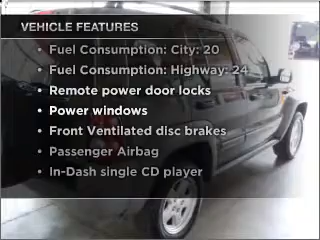 VEHICLE FEATURES
• Fuel Consumption: City: 20
• Fuel Consumption: Highway: 24
• Remote power door locks
• Power windows
• Front Ventilated disc brakes
• Passenger Airbag
• In-Dash single CD player